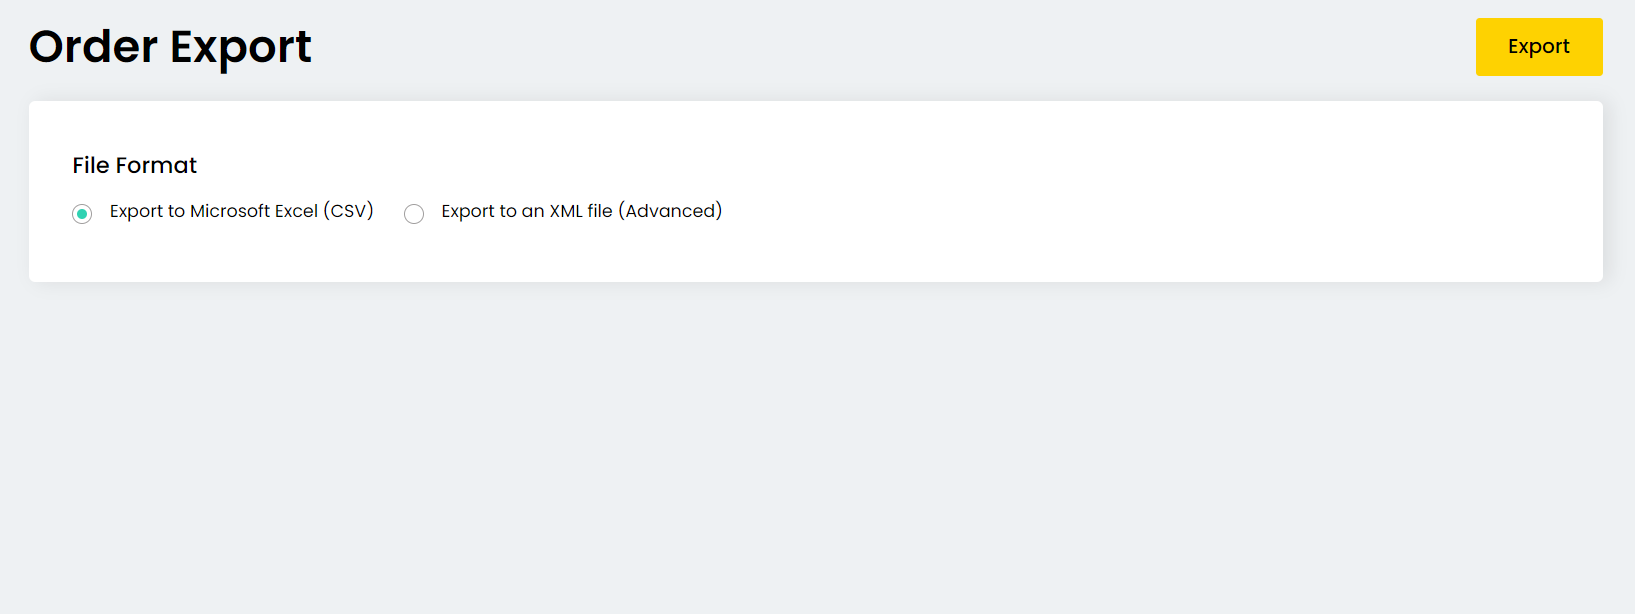 Order Export
Export
File Format
Export to Microsoft Excel (CSV)
Export to an XML file (Advanced)